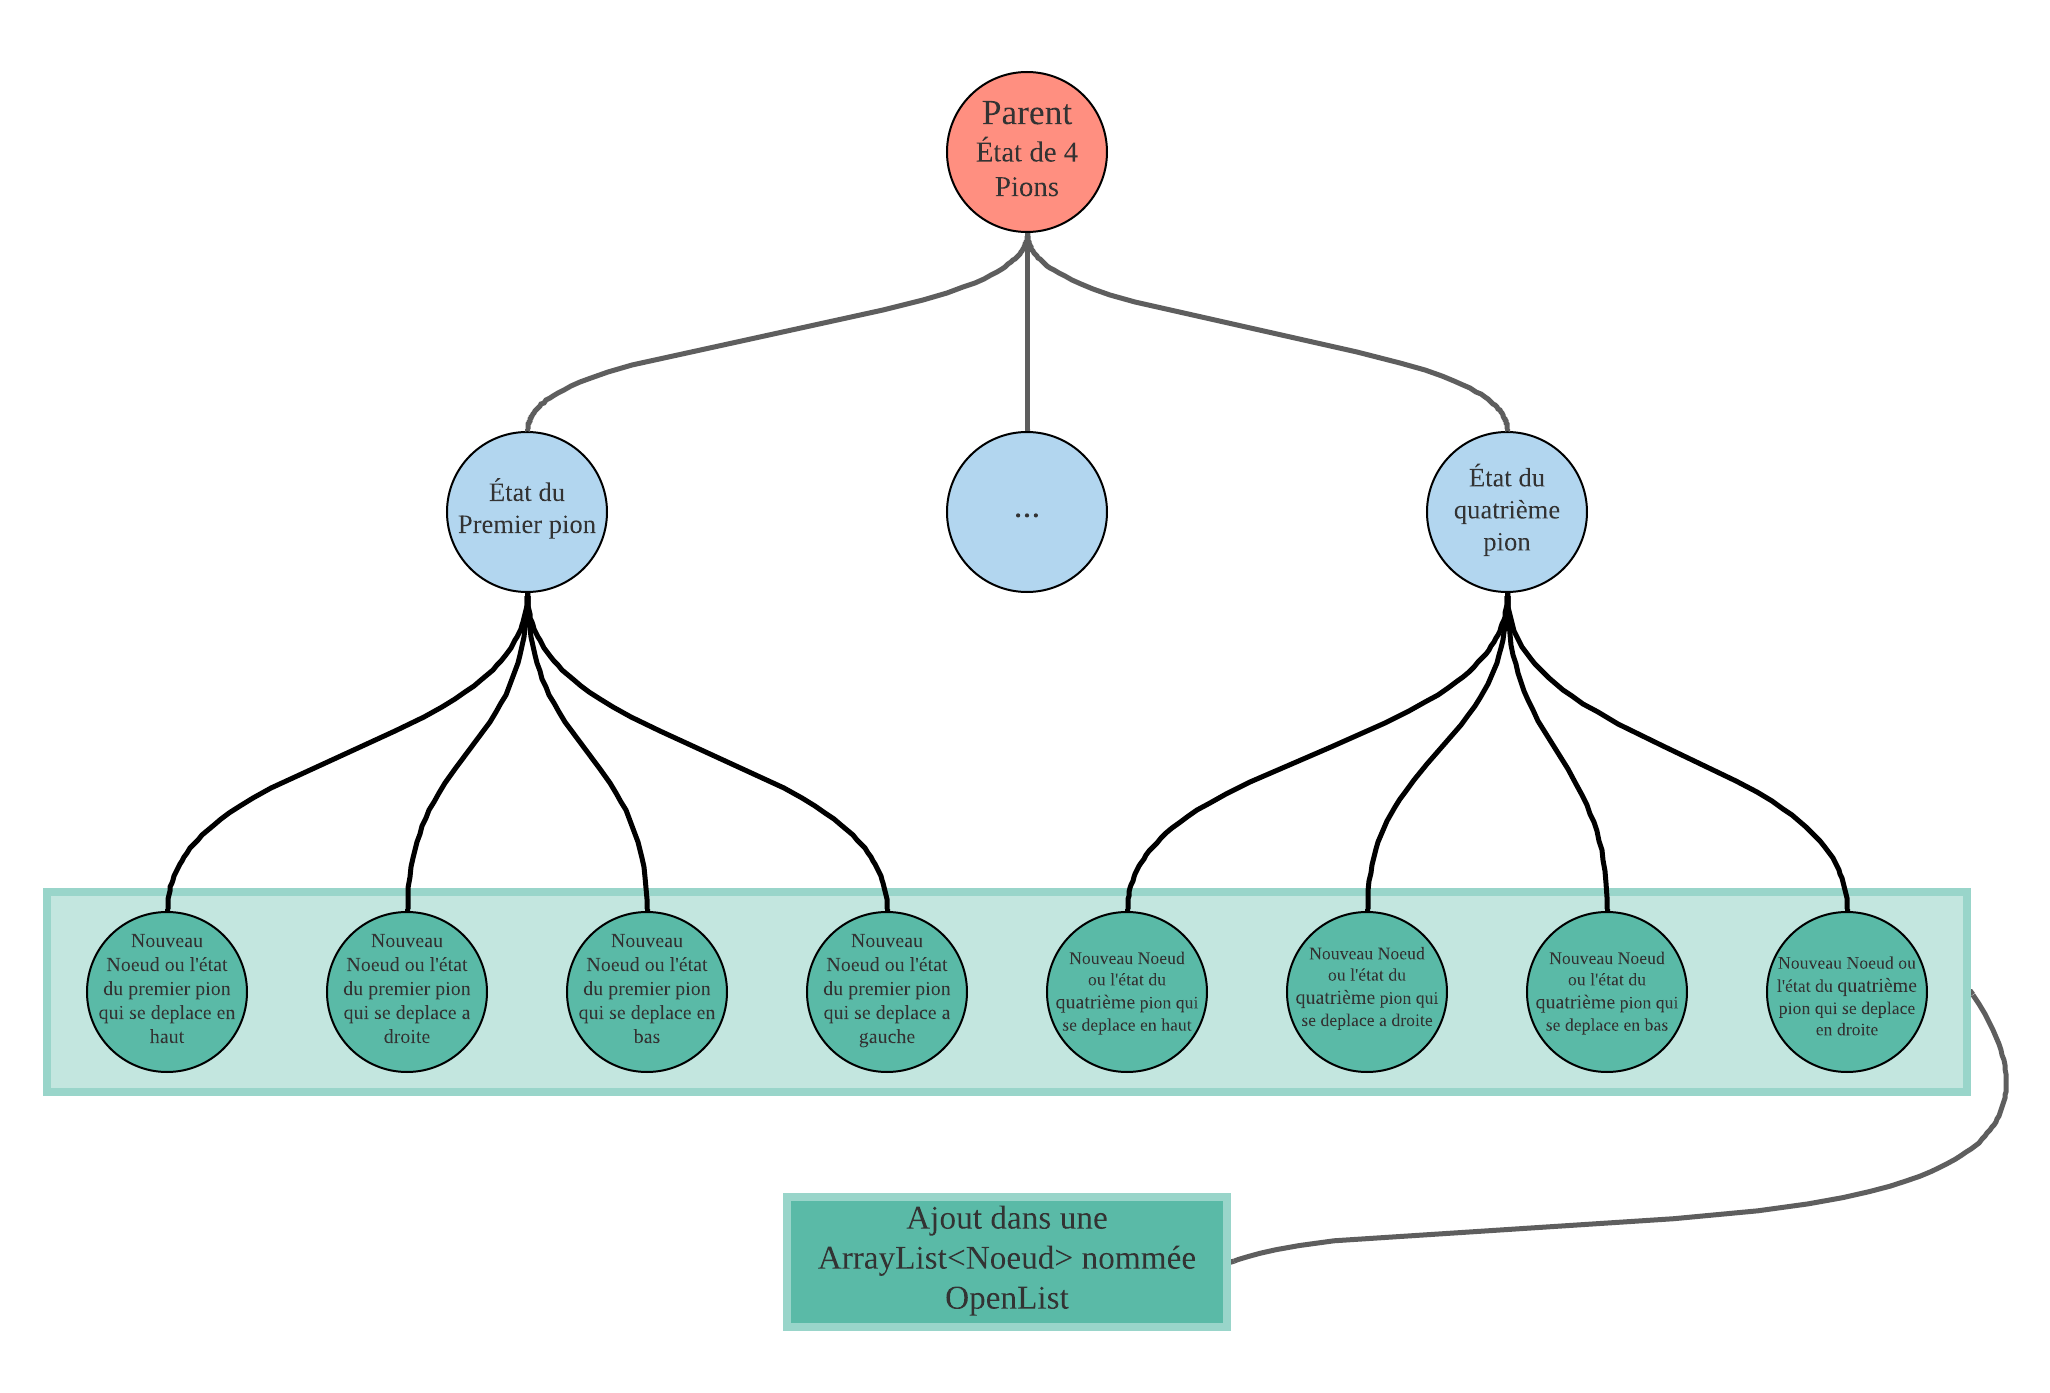 Parent
État de 4
Pions
État du
Premier pion
...
État du
quatrième
pion
Nouveau
Noeud ou l'état
du premier pion
qui se deplace en
haut
Nouveau
Noeud ou l'état
du premier pion
qui se deplace a
droite
Nouveau
Noeud ou l'état
du premier pion
qui se deplace en
bas
Nouveau
Noeud ou l'état
du premier pion
qui se deplace a
gauche
Nouveau Noeud
ou l'état du
quatrième pion qui
se deplace en haut
Nouveau Noeud
ou l'état du
quatrième pion qui
se deplace a droite
Nouveau Noeud
ou l'état du
quatrième pion qui
se deplace en bas
Nouveau Noeud ou
l'état du quatrième
pion qui se deplace
en droite
Ajout dans une
ArrayList<Noeud> nommée
OpenList